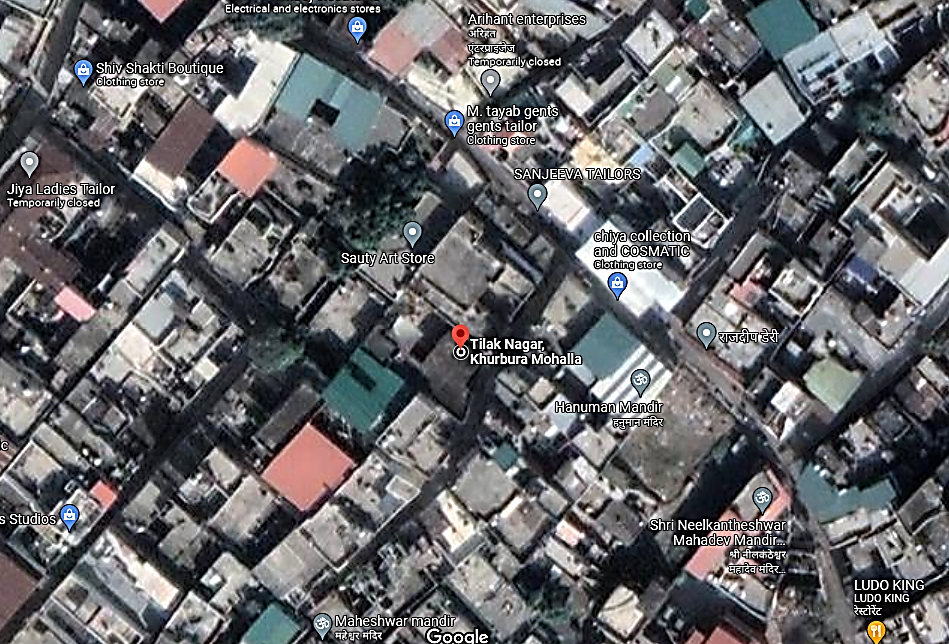 Electrical and electronics stores
Arihant enterprises
अरिहत
एंटरप्राइजेज
Temporarily closed
Shiv Shakti Boutique
Clothing store
M. tayab gents
gents tailor
Clothing store
Jiya Ladies Tailor
Temporarily closed
SANJEEVA TAILORS
Sauty Art Store
chiya collection
and COSMATIC
Clothing store
राजदीप डेरी
Tilak Nagar,
Khurbura Mohalla
Hanuman Mandir
हनुमान मंदिर
c
s Studios
Shri Neelkantheshwar
Mahadev Mandir...
श्री नीलकंठेश्वर
महादेव मंदिर...
LUDO KING
LUDO KING
रेस्टोरेंट
Maheshwar mandir
महेश्वर मंदिर
Google